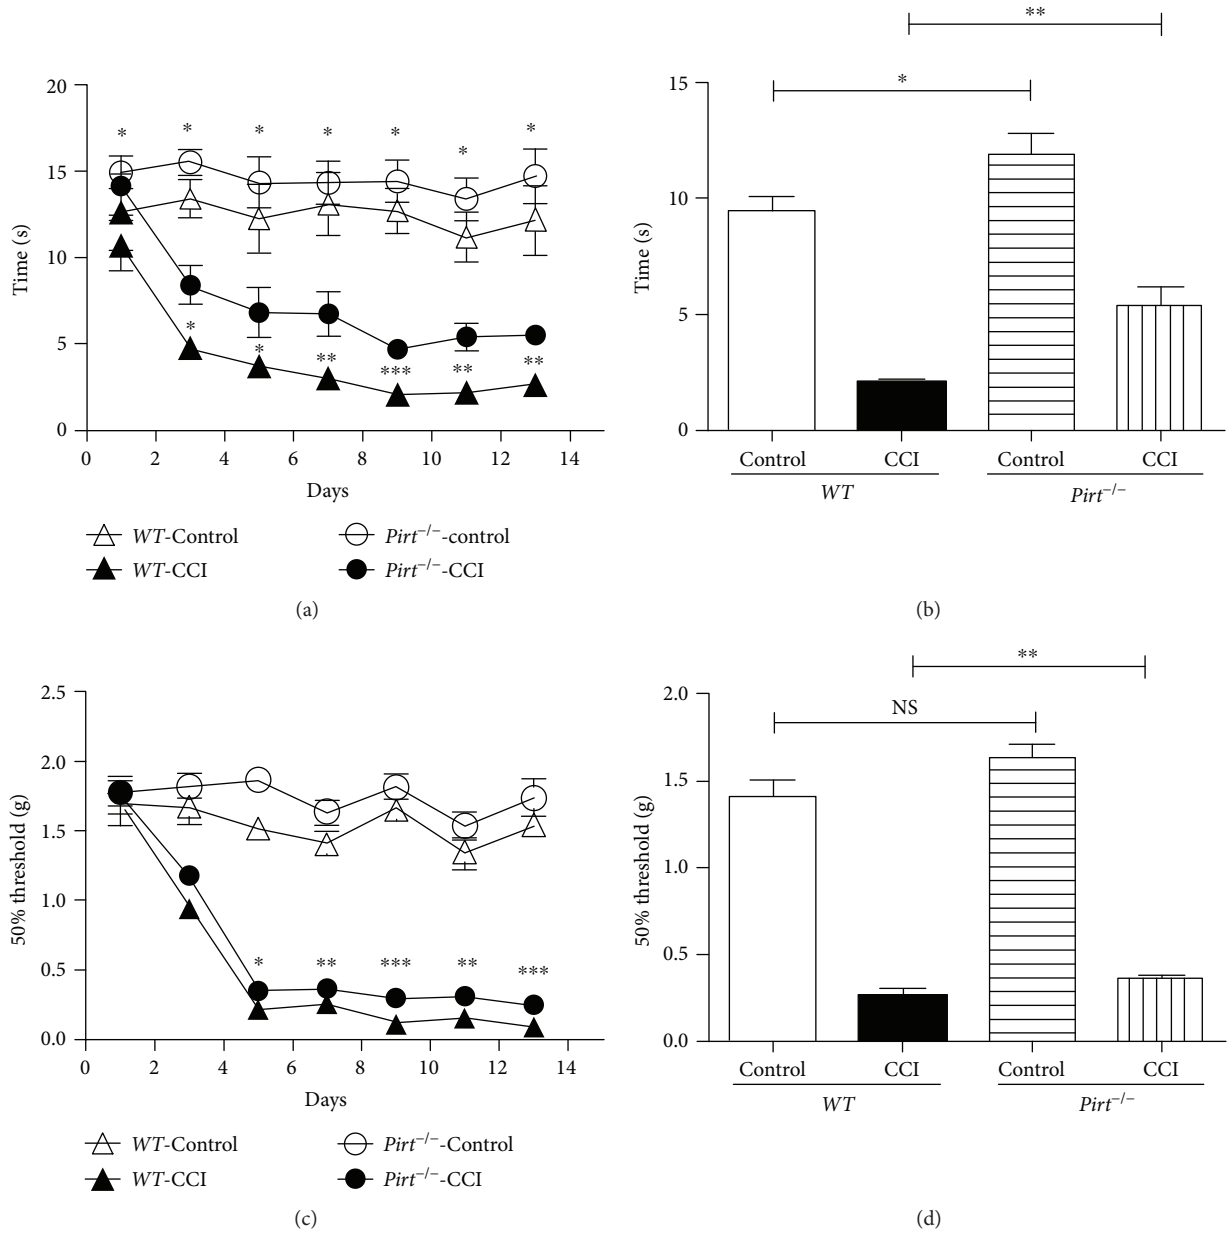 **
20
15
10
5
0
Time (s)
* * * * * * *
* * ** *** ** **
0 2 4 6 8 10 12 14
Days
WT-Control
Pirt−/−-control
WT-CCI
Pirt−/−-CCI
(a)
15
10
5
0
Time (s)
*
Control CCI Control CCI
WT Pirt−/−
(b)
2.5
2.0
1.5
1.0
0.5
0.0
50% threshold (g)
* ** *** ** ***
0 2 4 6 8 10 12 14
Days
WT-Control
Pirt−/−-Control
WT-CCI
Pirt−/−-CCI
(c)
**
NS
2.0
1.5
1.0
0.5
0.0
50% threshold (g)
Control CCI Control CCI
WT Pirt−/−
(d)